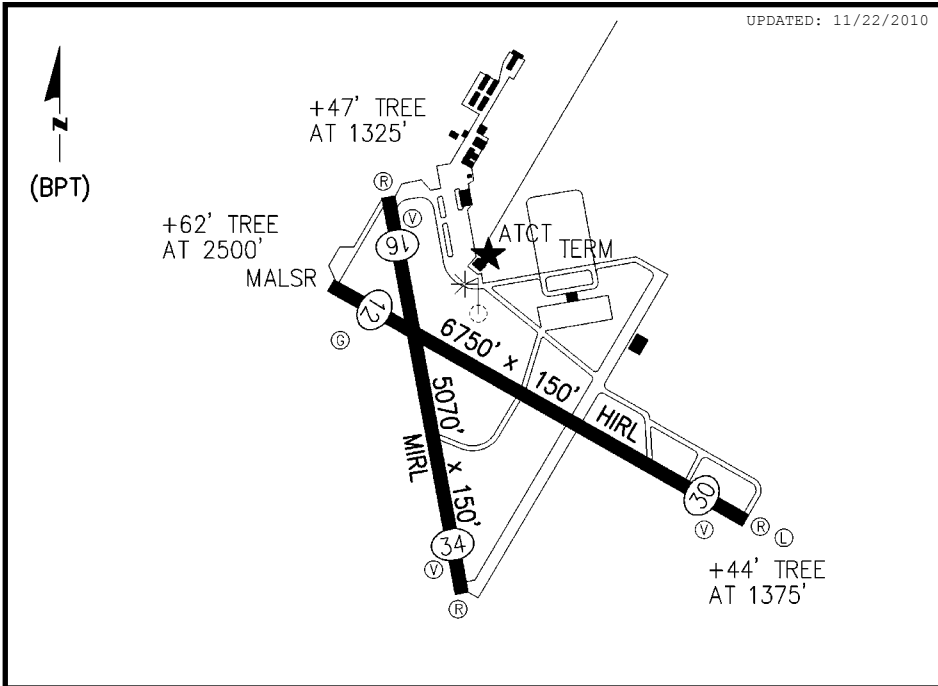 UPDATED: 11/22/2010
N
(BPT)
+47' TREE
AT 1325'
+62' TREE
AT 2500'
MALSR
R
V
16
12
G
ATCT
TERM
6750' x 150'
HIRL
5070' x 150'
MIRL
34
V
R
30
V
R
L
+44' TREE
AT 1375'